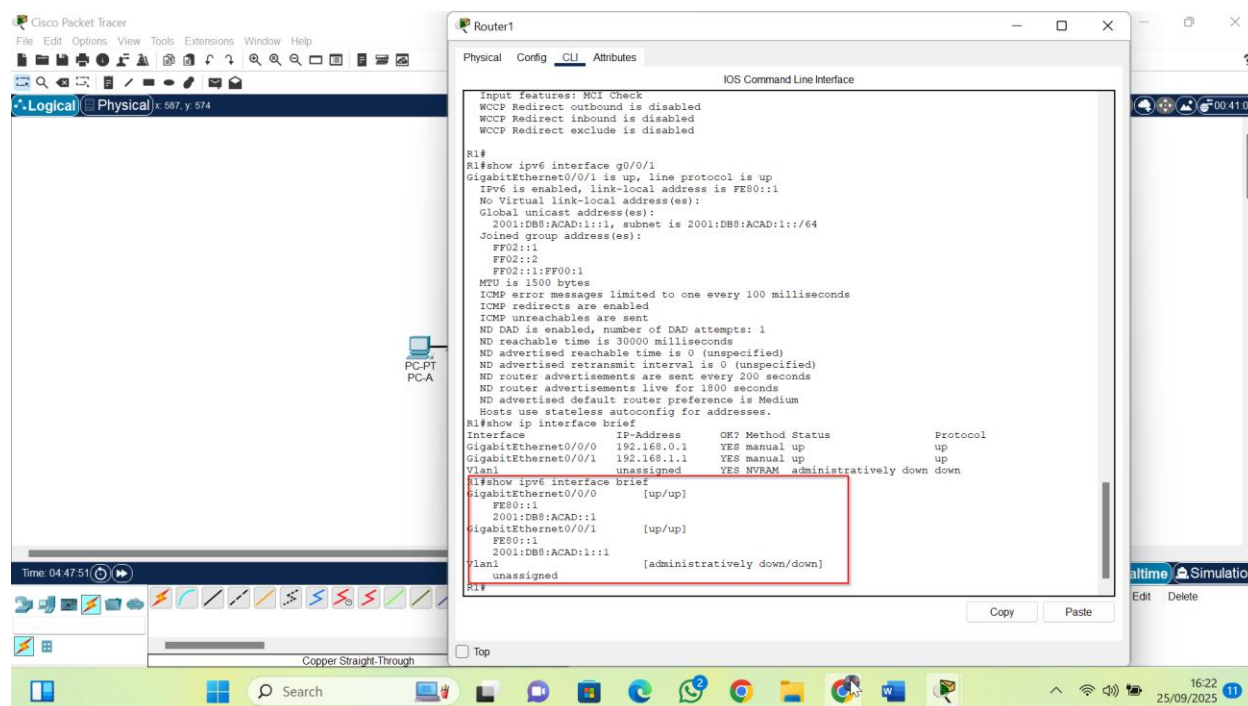 Cisco Packet Tracer
File Edit Options View Tools Extensions Window Help
Logical Physical x: 587, y: 574
PC-PT
PC-A
Time: 04:47:51
Copper Straight-Through
Router1
Physical Config CLI Attributes
IOS Command Line Interface
Input features: MCI Check
WCCP Redirect outbound is disabled
WCCP Redirect inbound is disabled
WCCP Redirect exclude is disabled
R1#
R1#show ipv6 interface g0/0/1
GigabitEthernet0/0/1 is up, line protocol is up
IPv6 is enabled, link-local address is FE80::1
No Virtual link-local address(es):
Global unicast address(es):
2001:DB8:ACAD:1::1, subnet is 2001:DB8:ACAD:1::/64
Joined group address(es):
FF02::1
FF02::2
FF02::1:FF00:1
MTU is 1500 bytes
ICMP error messages limited to one every 100 milliseconds
ICMP redirects are enabled
ICMP unreachables are sent
ND DAD is enabled, number of DAD attempts: 1
ND reachable time is 30000 milliseconds
ND advertised reachable time is 0 (unspecified)
ND advertised retransmit interval is 0 (unspecified)
ND router advertisements are sent every 200 seconds
ND router advertisements live for 1800 seconds
ND advertised default router preference is Medium
Hosts use stateless autoconfig for addresses.
R1#show ip interface brief
Interface IP-Address OK? Method Status Protocol
GigabitEthernet0/0/0 192.168.0.1 YES manual up up
GigabitEthernet0/0/1 192.168.1.1 YES manual up up
Vlan1 unassigned YES NVRAM administratively down down
R1#show ipv6 interface brief
GigabitEthernet0/0/0 [up/up]
FE80::1
2001:DB8:ACAD::1
GigabitEthernet0/0/1 [up/up]
FE80::1
2001:DB8:ACAD:1::1
Vlan1 [administratively down/down]
unassigned
R1#
Copy Paste
Top
00:41:0
altime Simulatio
Edit Delete
Search
2
16:22
25/09/2025
11